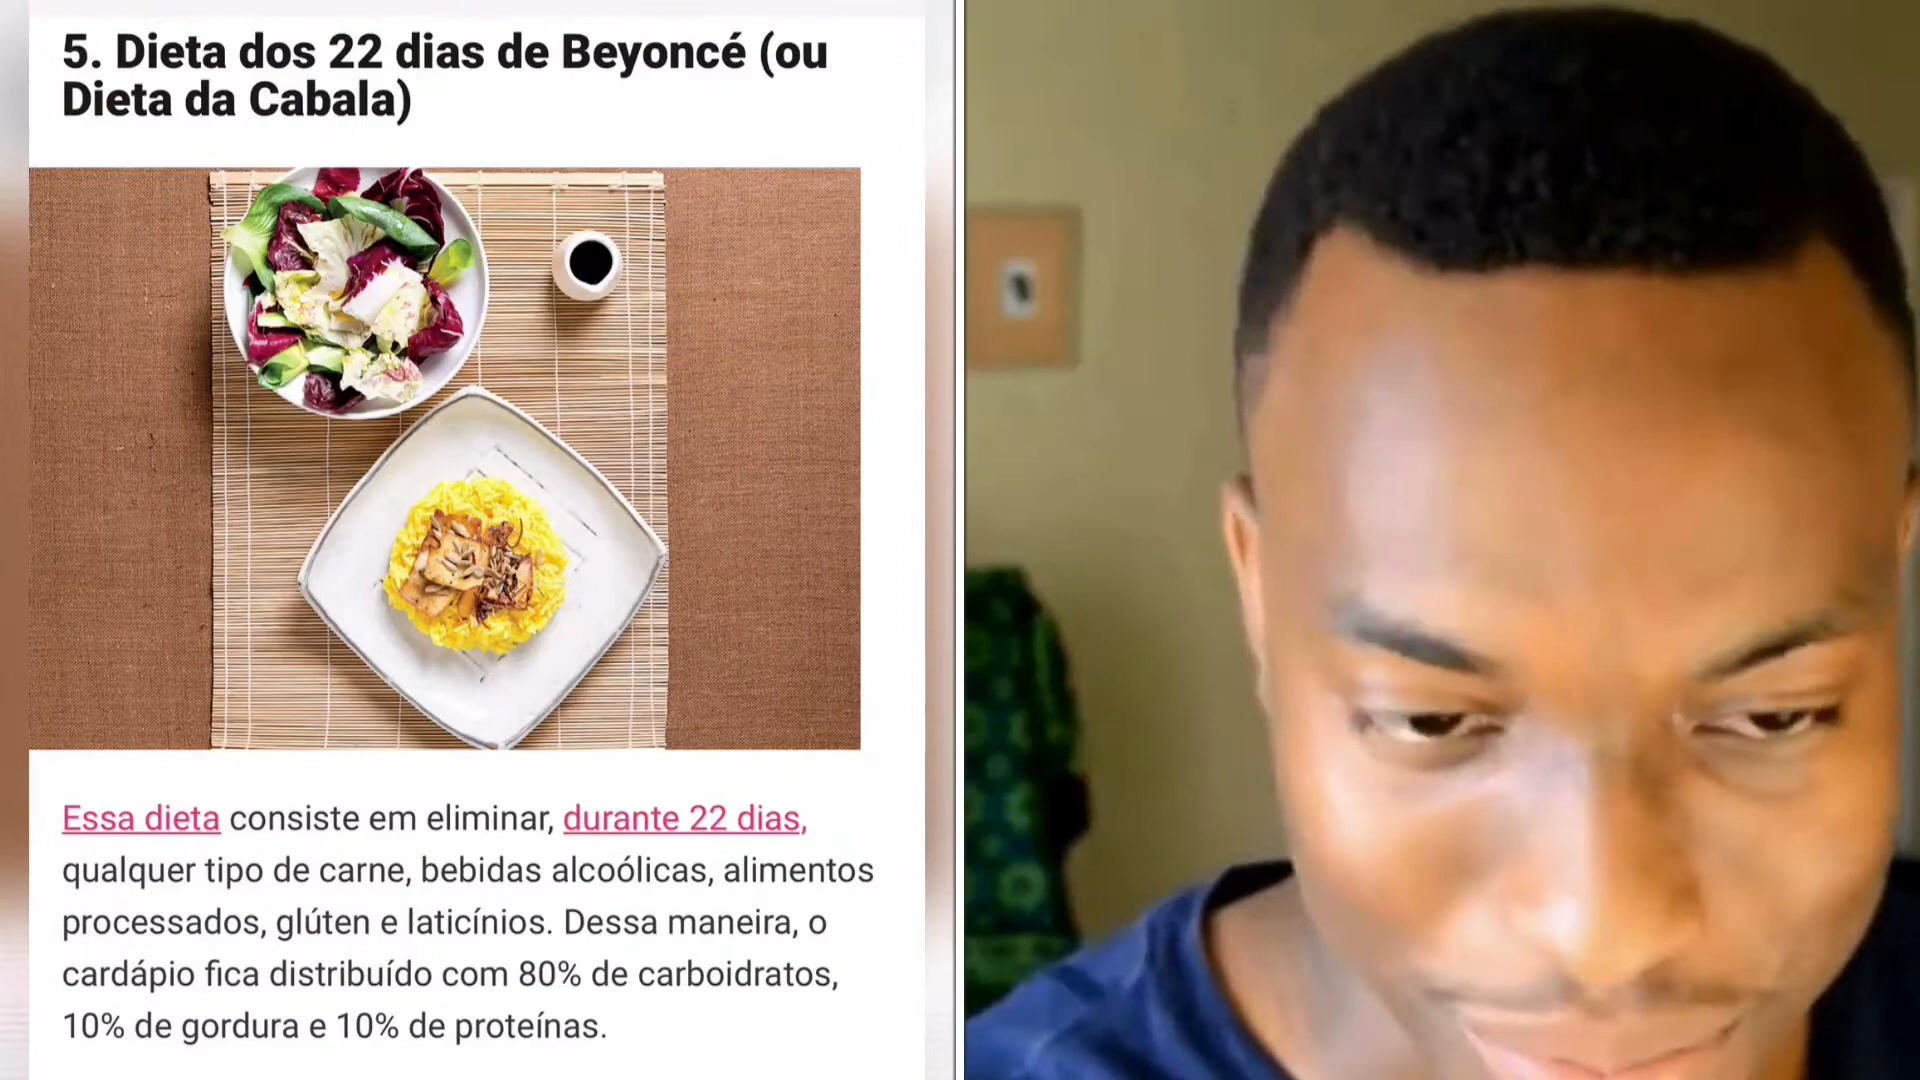 5. Dieta dos 22 dias de Beyoncé (ou
Dieta da Cabala)
Essa dieta consiste em eliminar, durante 22 dias,
qualquer tipo de carne, bebidas alcoólicas, alimentos
processados, glúten e laticínios. Dessa maneira, o
cardápio fica distribuído com 80% de carboidratos,
10% de gordura e 10% de proteínas.